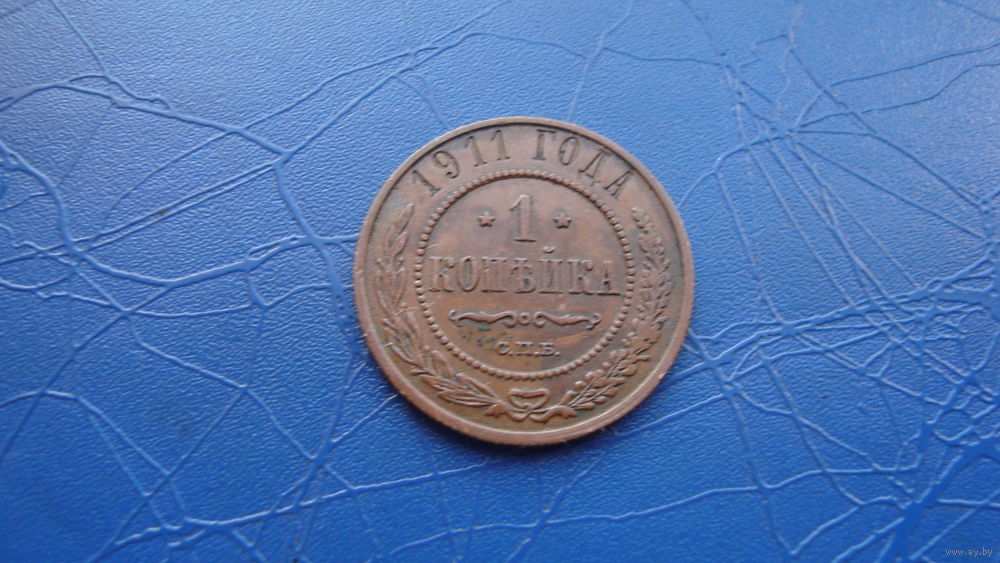 1911 ГОДА
* 1 *
КОПѢЙКА
С.П.Б.
www.ay.by